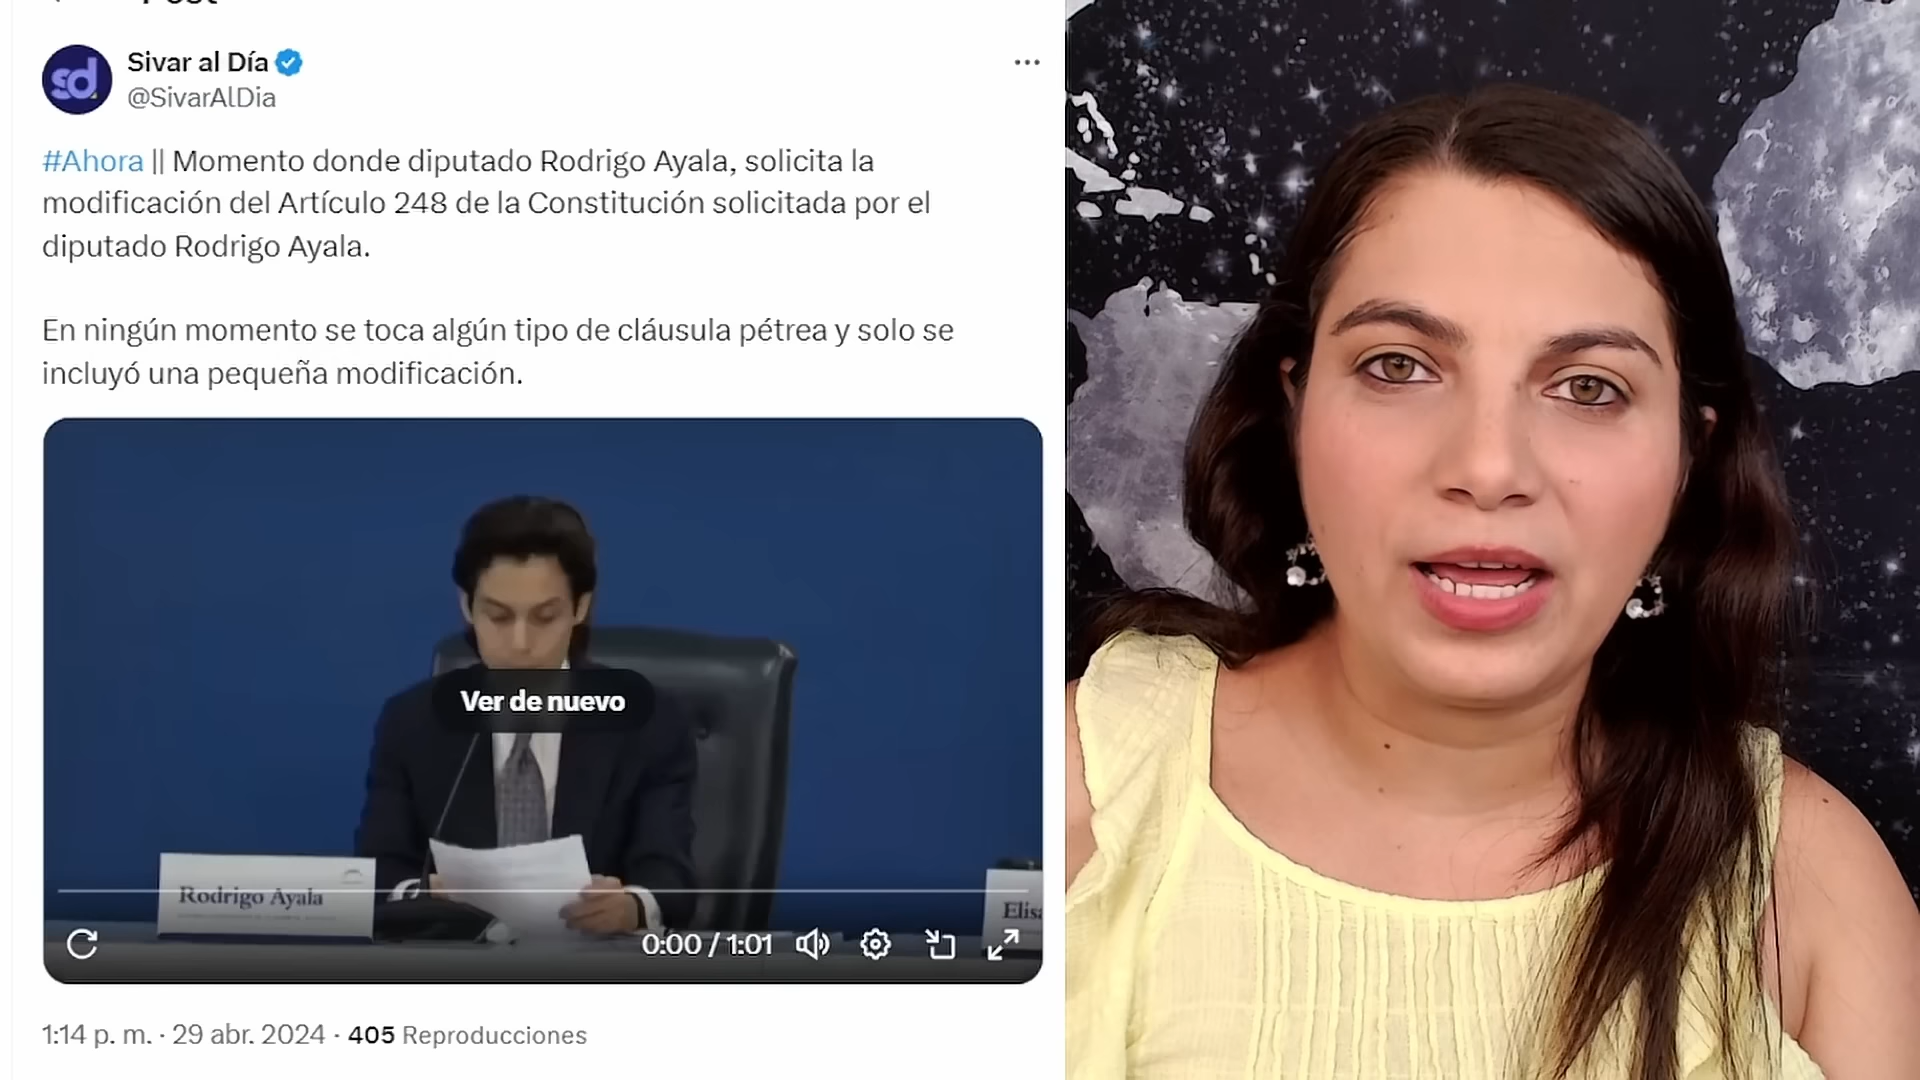 Post
Sivar al Día
@SivarAlDia
#Ahora || Momento donde diputado Rodrigo Ayala, solicita la
modificación del Artículo 248 de la Constitución solicitada por el
diputado Rodrigo Ayala.
En ningún momento se toca algún tipo de cláusula pétrea y solo se
incluyó una pequeña modificación.
sd
Ver de nuevo
Rodrigo Ayala
Elisa
0:00 / 1:01
1:14 p. m. · 29 abr. 2024 · 405 Reproducciones